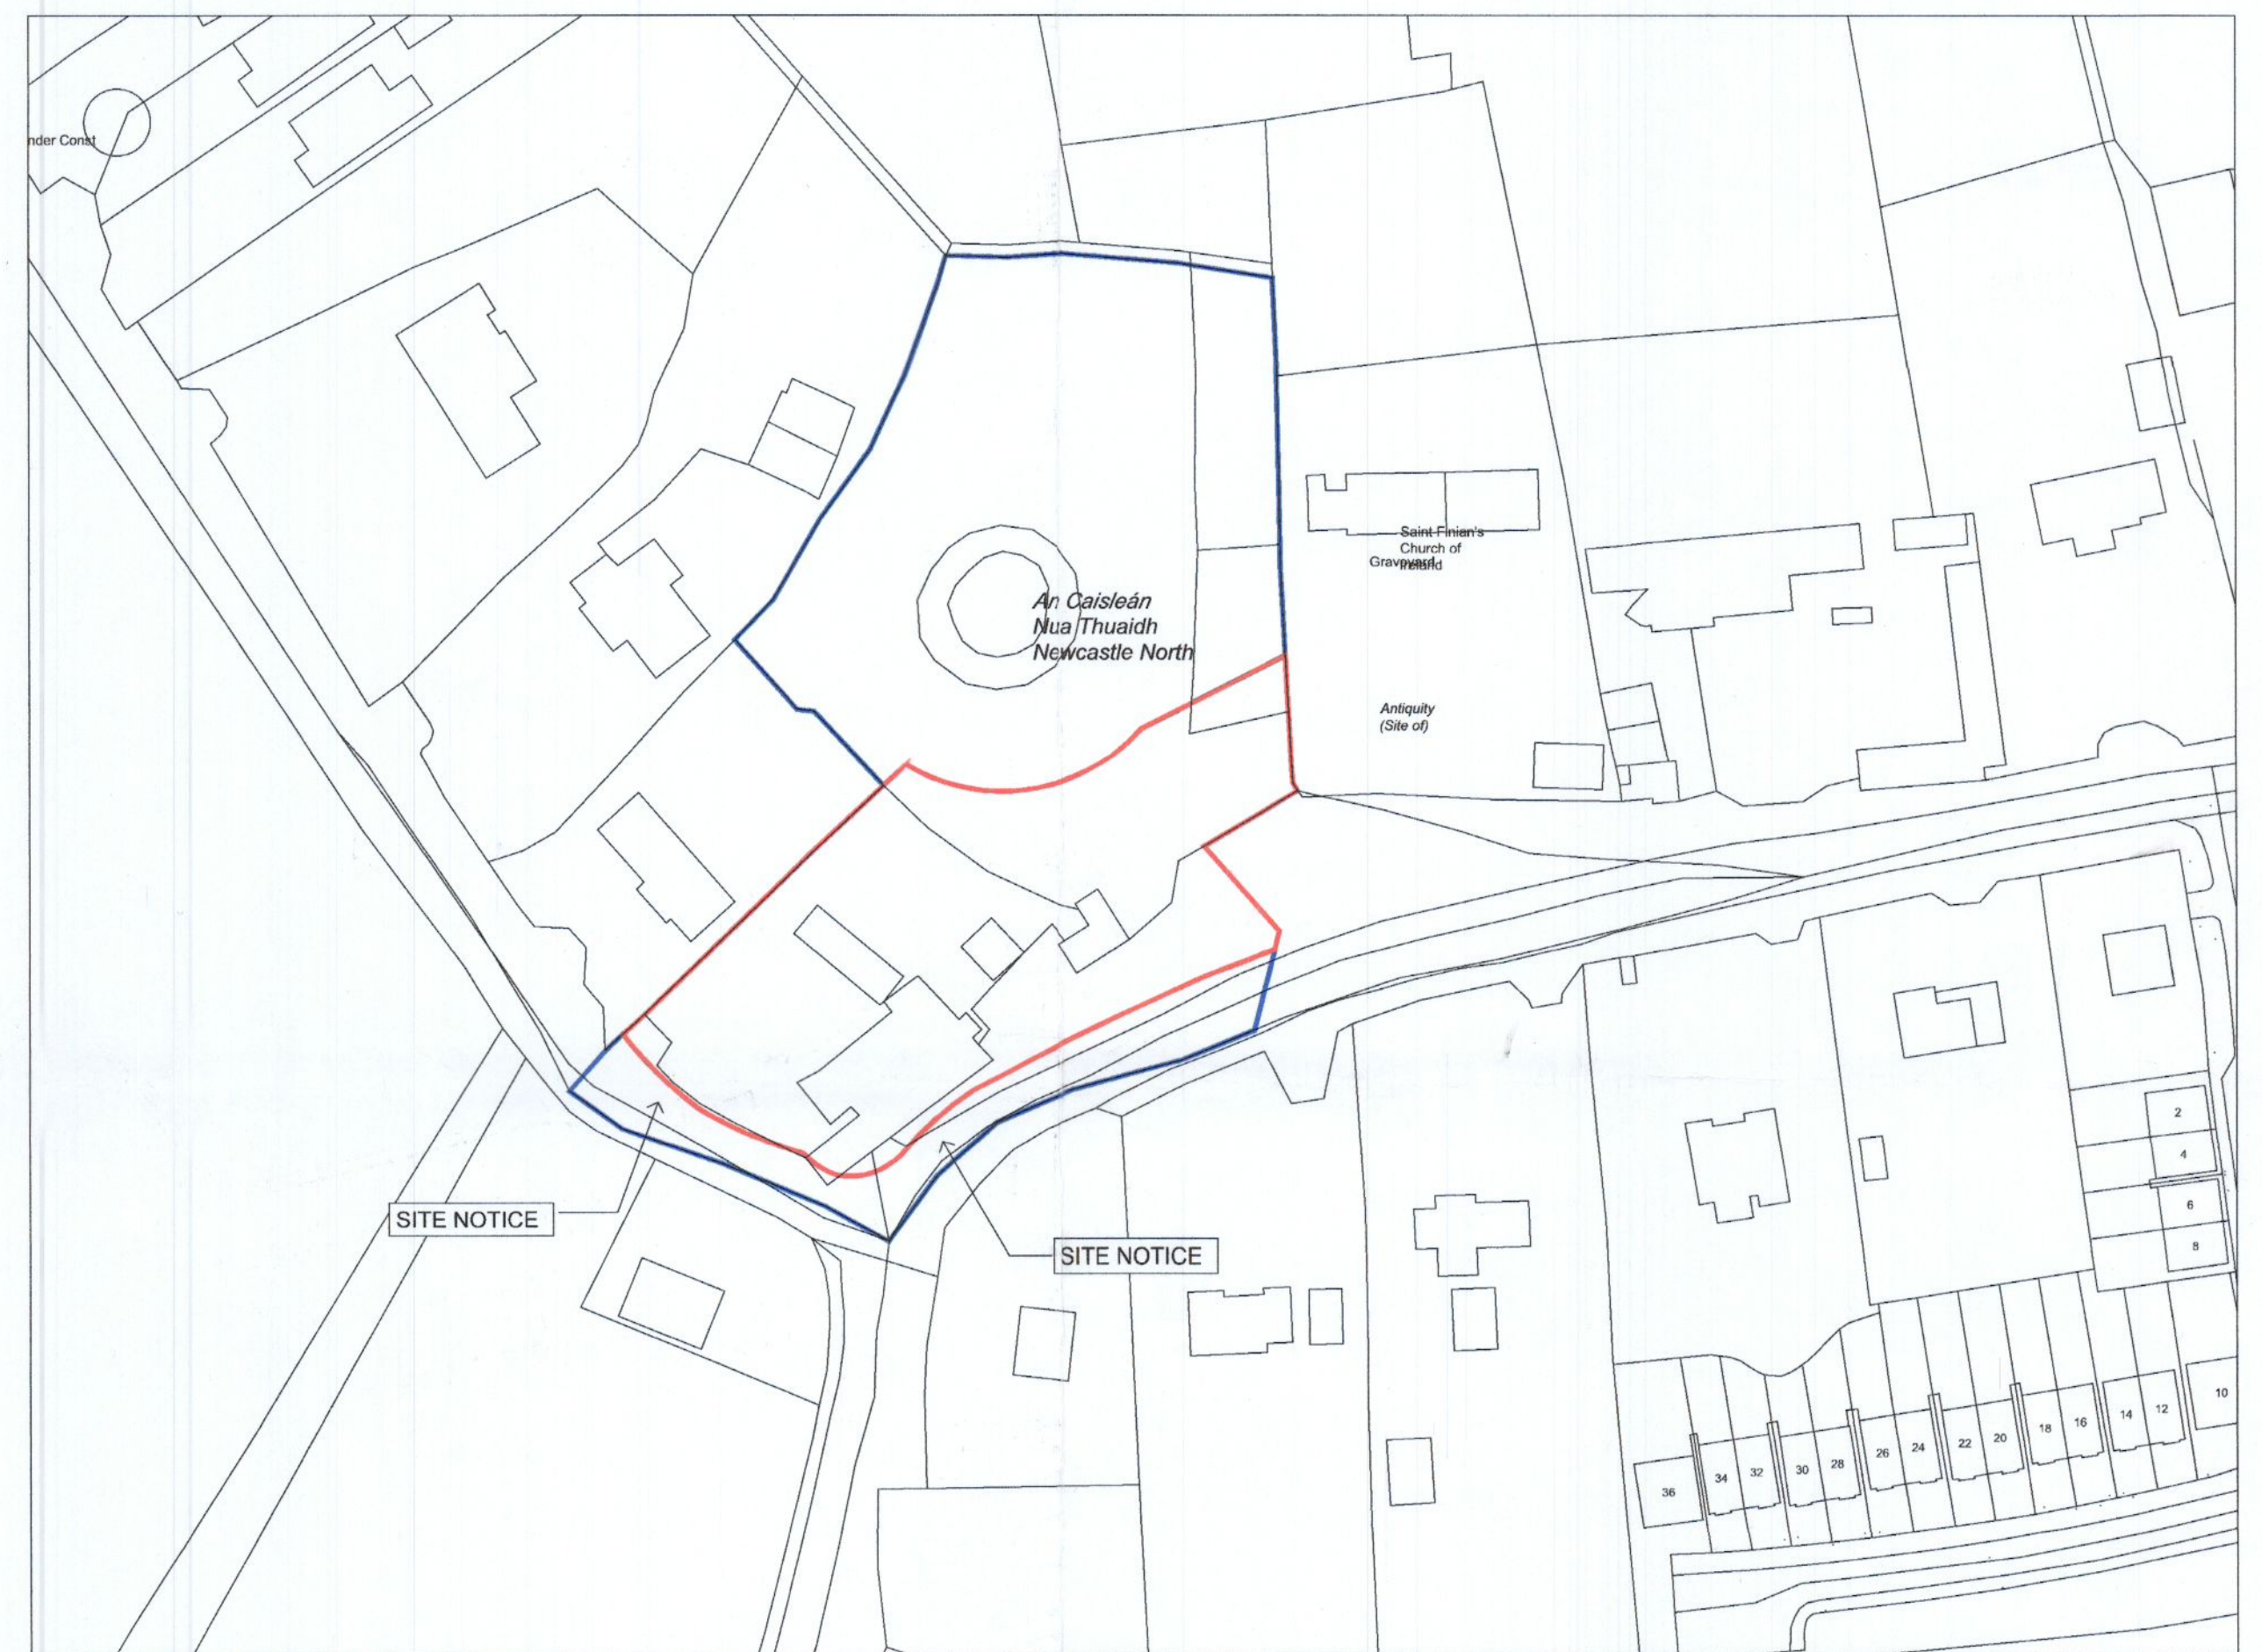 nder Const
Saint Finian's
Church of
Ireland
Graveyard
An Caisleán
Nua Thuaidh
Newcastle North
Antiquity
(Site of)
SITE NOTICE
SITE NOTICE
2
4
6
8
10
12
14
16
18
20
22
24
26
28
30
32
34
36